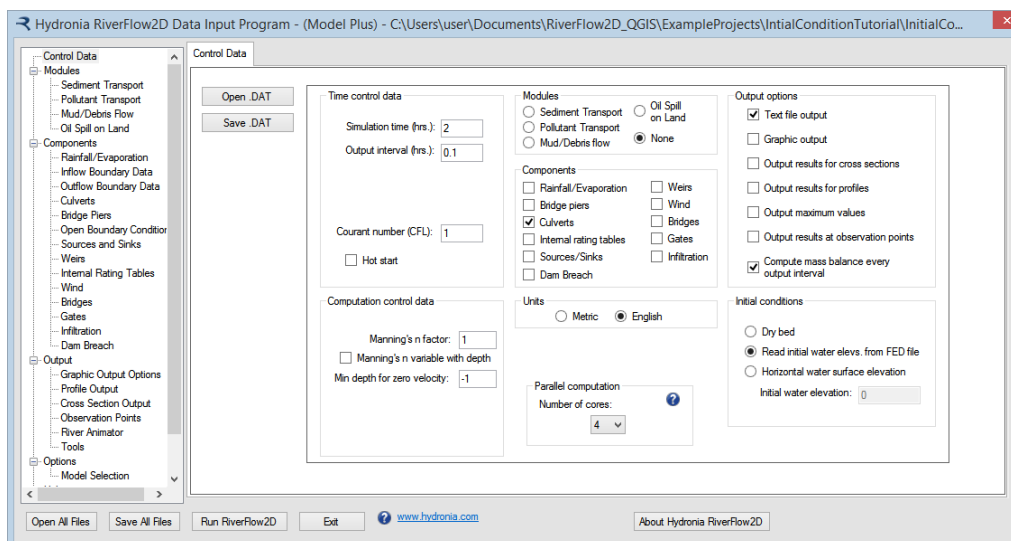 Hydronia RiverFlow2D Data Input Program - (Model Plus) - C:\Users\user\Documents\RiverFlow2D_QGIS\ExampleProjects\IntialConditionTutorial\InitialCo...
Control Data
Modules
Sediment Transport
Pollutant Transport
Mud/Debris Flow
Oil Spill on Land
Components
Rainfall/Evaporation
Inflow Boundary Data
Outflow Boundary Data
Culverts
Bridge Piers
Open Boundary Condition
Sources and Sinks
Weirs
Internal Rating Tables
Wind
Bridges
Gates
Infiltration
Dam Breach
Output
Graphic Output Options
Profile Output
Cross Section Output
Observation Points
River Animator
Tools
Options
Model Selection
Control Data
Open .DAT
Save .DAT
Time control data
Simulation time (hrs.): 2
Output interval (hrs.): 0.1
Courant number (CFL): 1
Hot start
Computation control data
Manning's n factor: 1
Manning's n variable with depth
Min depth for zero velocity: -1
Modules
Sediment Transport
Pollutant Transport
Mud/Debris flow
Oil Spill
on Land
None
Components
Rainfall/Evaporation
Bridge piers
Culverts
Internal rating tables
Sources/Sinks
Dam Breach
Weirs
Wind
Bridges
Gates
Infiltration
Units
Metric
English
Parallel computation
Number of cores:
4
Output options
Text file output
Graphic output
Output results for cross sections
Output results for profiles
Output maximum values
Output results at observation points
Compute mass balance every
output interval
Initial conditions
Dry bed
Read initial water elevs. from FED file
Horizontal water surface elevation
Initial water elevation: 0
Open All Files
Save All Files
Run RiverFlow2D
Exit
www.hydronia.com
About Hydronia RiverFlow2D